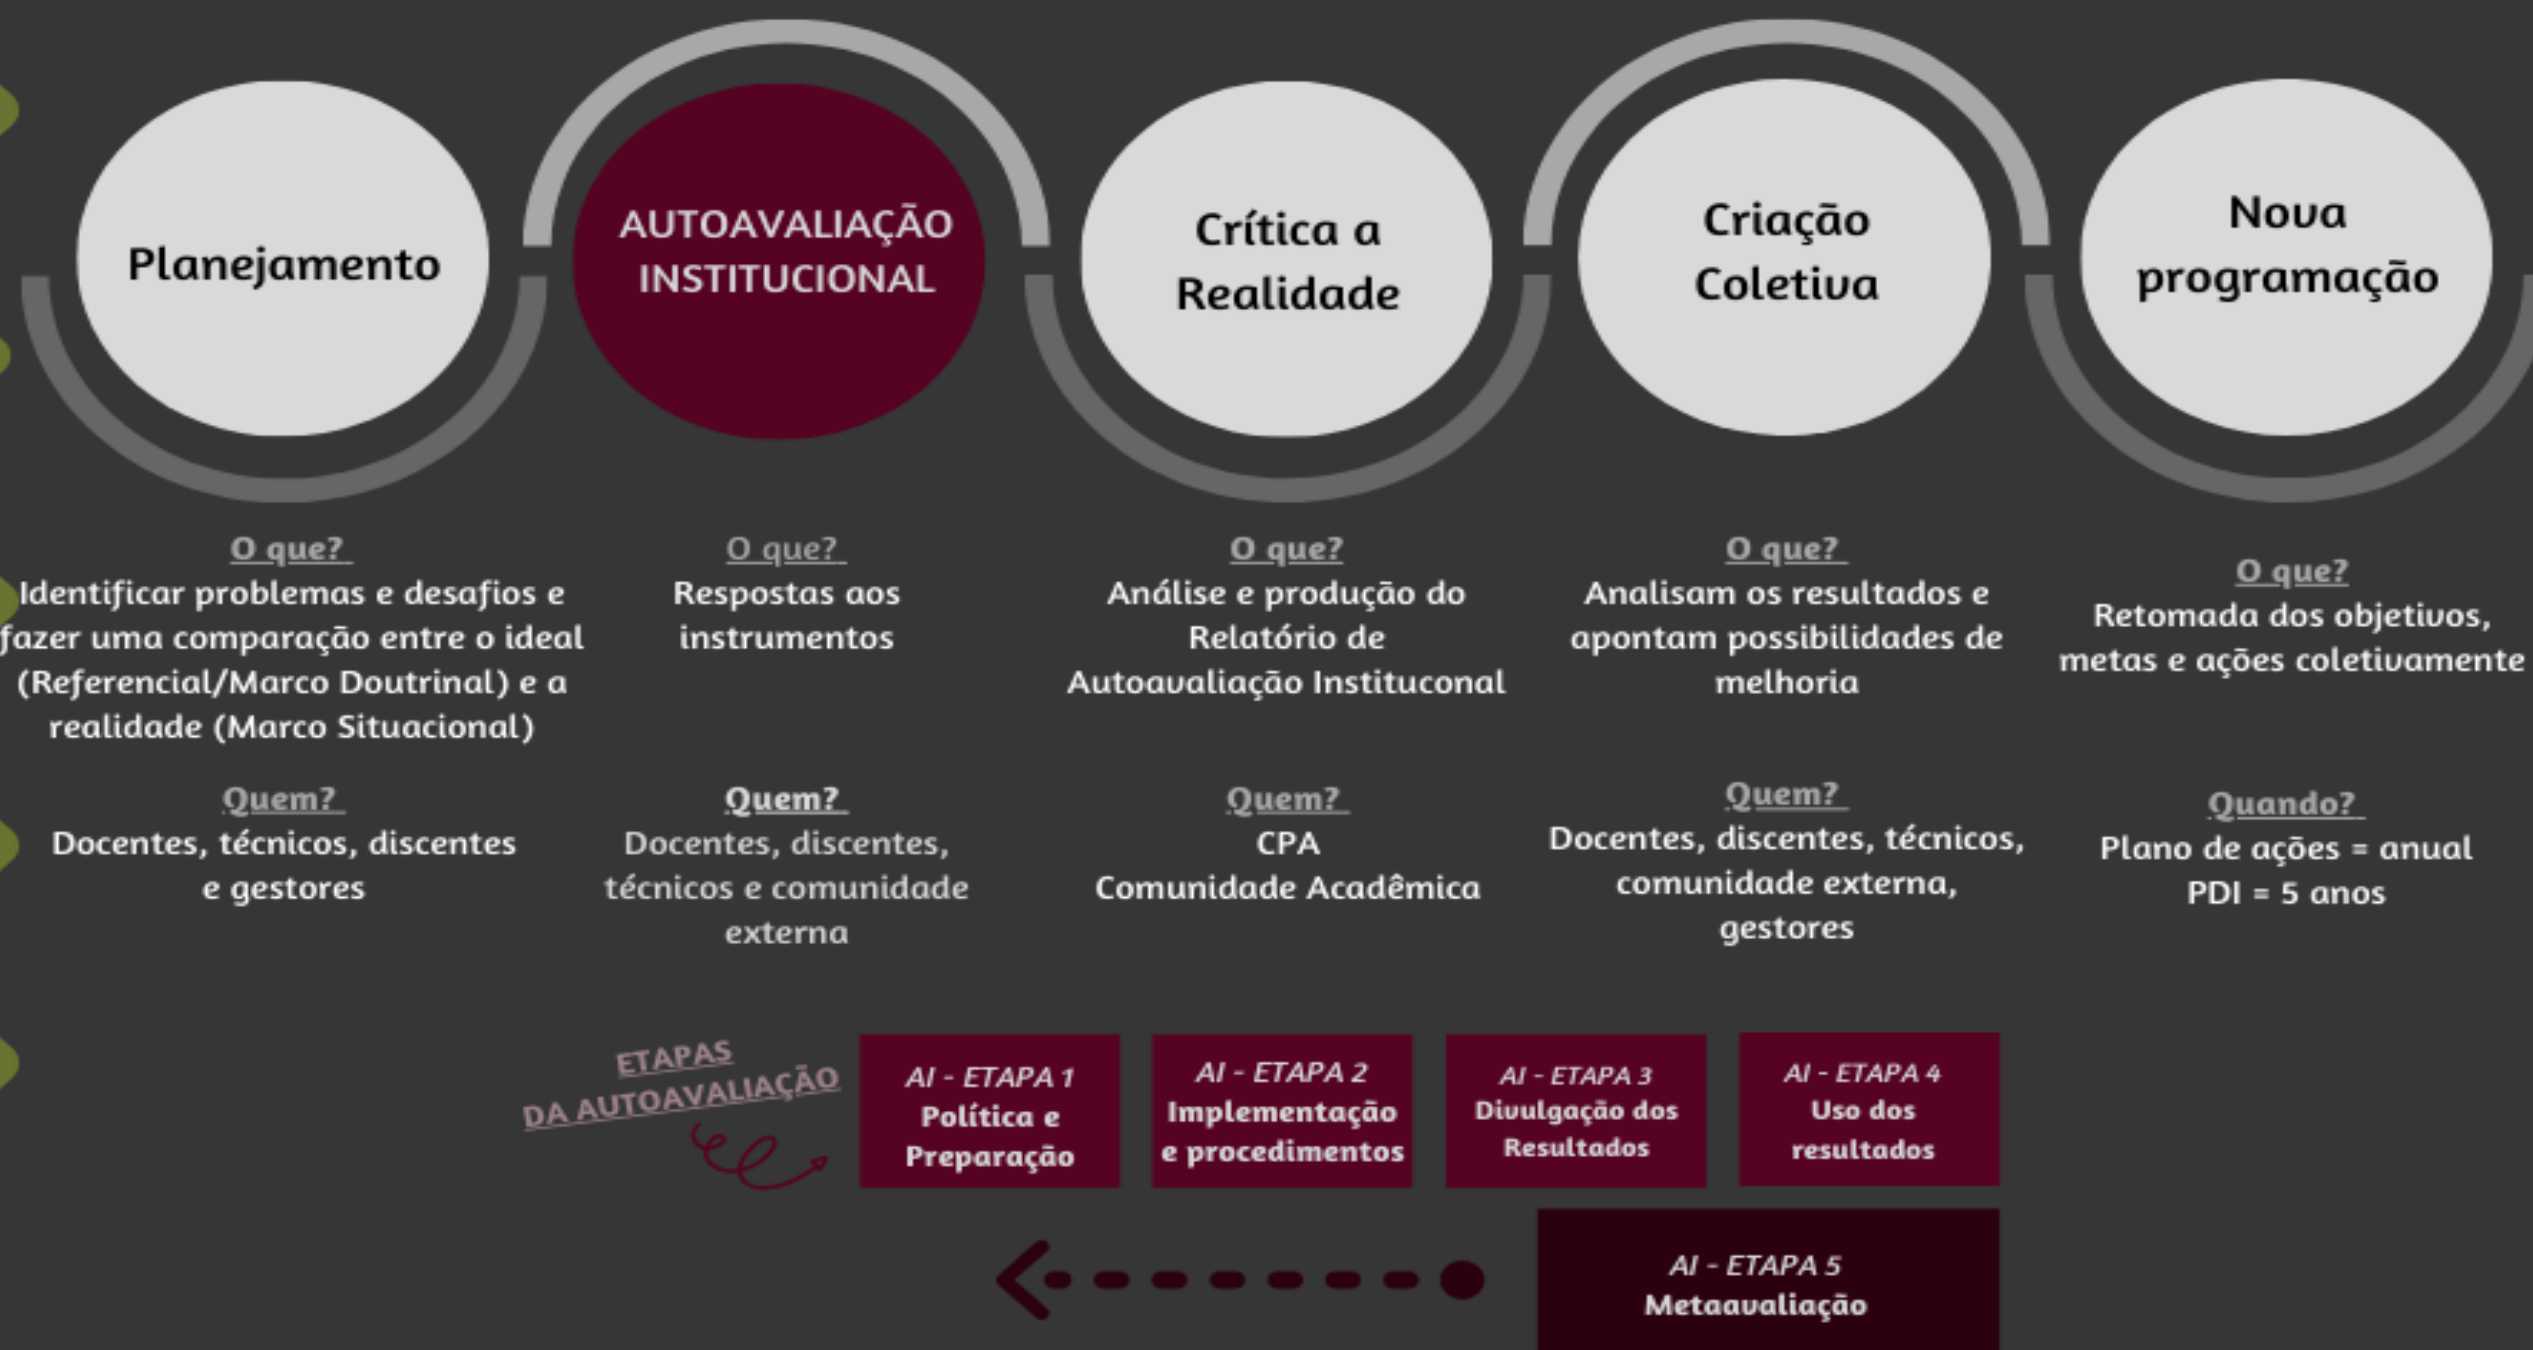 Planejamento
AUTOAVALIAÇÃO
INSTITUCIONAL
Crítica a
Realidade
Criação
Coletiva
Nova
programação
O que?
Identificar problemas e desafios e
fazer uma comparação entre o ideal
(Referencial/Marco Doutrinal) e a
realidade (Marco Situacional)
Quem?
Docentes, técnicos, discentes
e gestores
O que?
Respostas aos
instrumentos
Quem?
Docentes, discentes,
técnicos e comunidade
externa
O que?
Análise e produção do
Relatório de
Autoavaliação Instituconal
Quem?
CPA
Comunidade Acadêmica
O que?
Analisam os resultados e
apontam possibilidades de
melhoria
Quem?
Docentes, discentes, técnicos,
comunidade externa,
gestores
O que?
Retomada dos objetivos,
metas e ações coletivamente
Quando?
Plano de ações = anual
PDI = 5 anos
ETAPAS
DA AUTOAVALIAÇÃO
AI - ETAPA 1
Política e
Preparação
AI - ETAPA 2
Implementação
e procedimentos
AI - ETAPA 3
Divulgação dos
Resultados
AI - ETAPA 4
Uso dos
resultados
AI - ETAPA 5
Metaavaliação